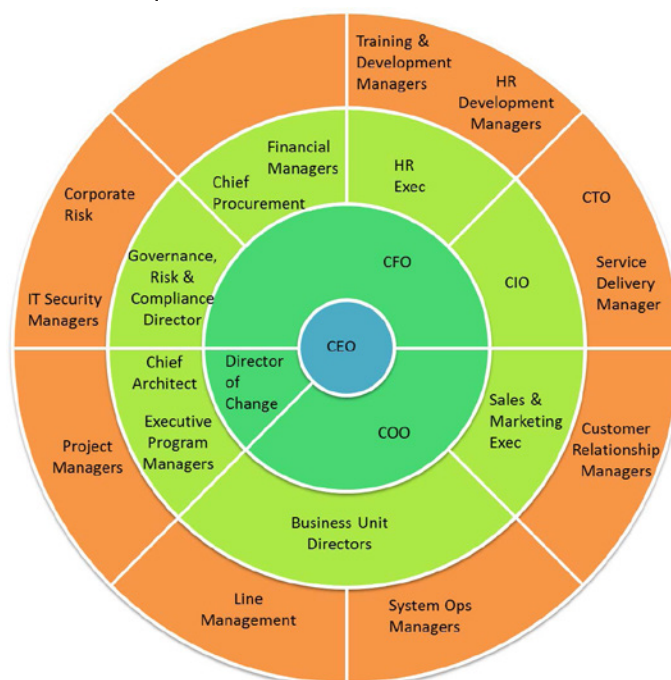 Training &
Development
Managers
HR
Development
Managers
Financial
Managers
Chief
Procurement
HR
Exec
Corporate
Risk
CTO
Governance,
Risk &
Compliance
Director
CFO
CIO
Service
Delivery
Manager
IT Security
Managers
CEO
Chief
Architect
Director
of
Change
Executive
Program
Managers
COO
Sales &
Marketing
Exec
Customer
Relationship
Managers
Project
Managers
Business Unit
Directors
Line
Management
System Ops
Managers